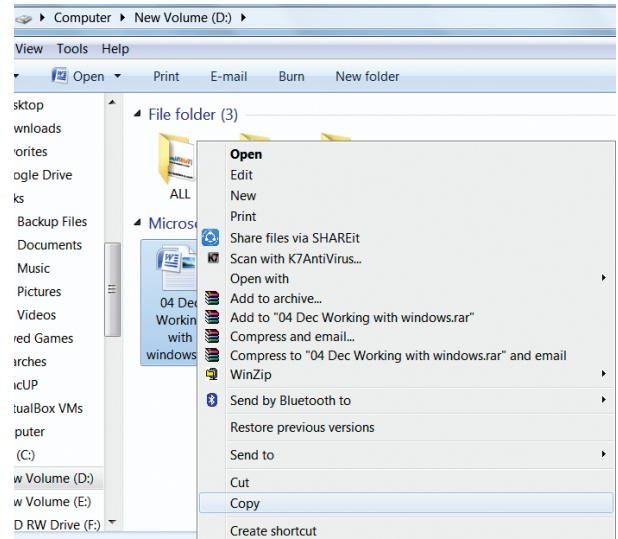 Computer ▸ New Volume (D:) ▸
View Tools Help
Open Print E-mail Burn New folder
sktop
wnloads
orites
ogle Drive
ks
Backup Files
Documents
Music
Pictures
Videos
ved Games
arches
cUP
tualBox VMs
puter
(C:)
w Volume (D:)
w Volume (E:)
D RW Drive (F:)
File folder (3)
ALL
Microso
04 Dec
Workin
with
windows
Open
Edit
New
Print
Share files via SHAREit
K7 Scan with K7AntiVirus...
Open with
Add to archive...
Add to "04 Dec Working with windows.rar"
Compress and email...
Compress to "04 Dec Working with windows.rar" and email
WinZip
Send by Bluetooth to
Restore previous versions
Send to
Cut
Copy
Create shortcut